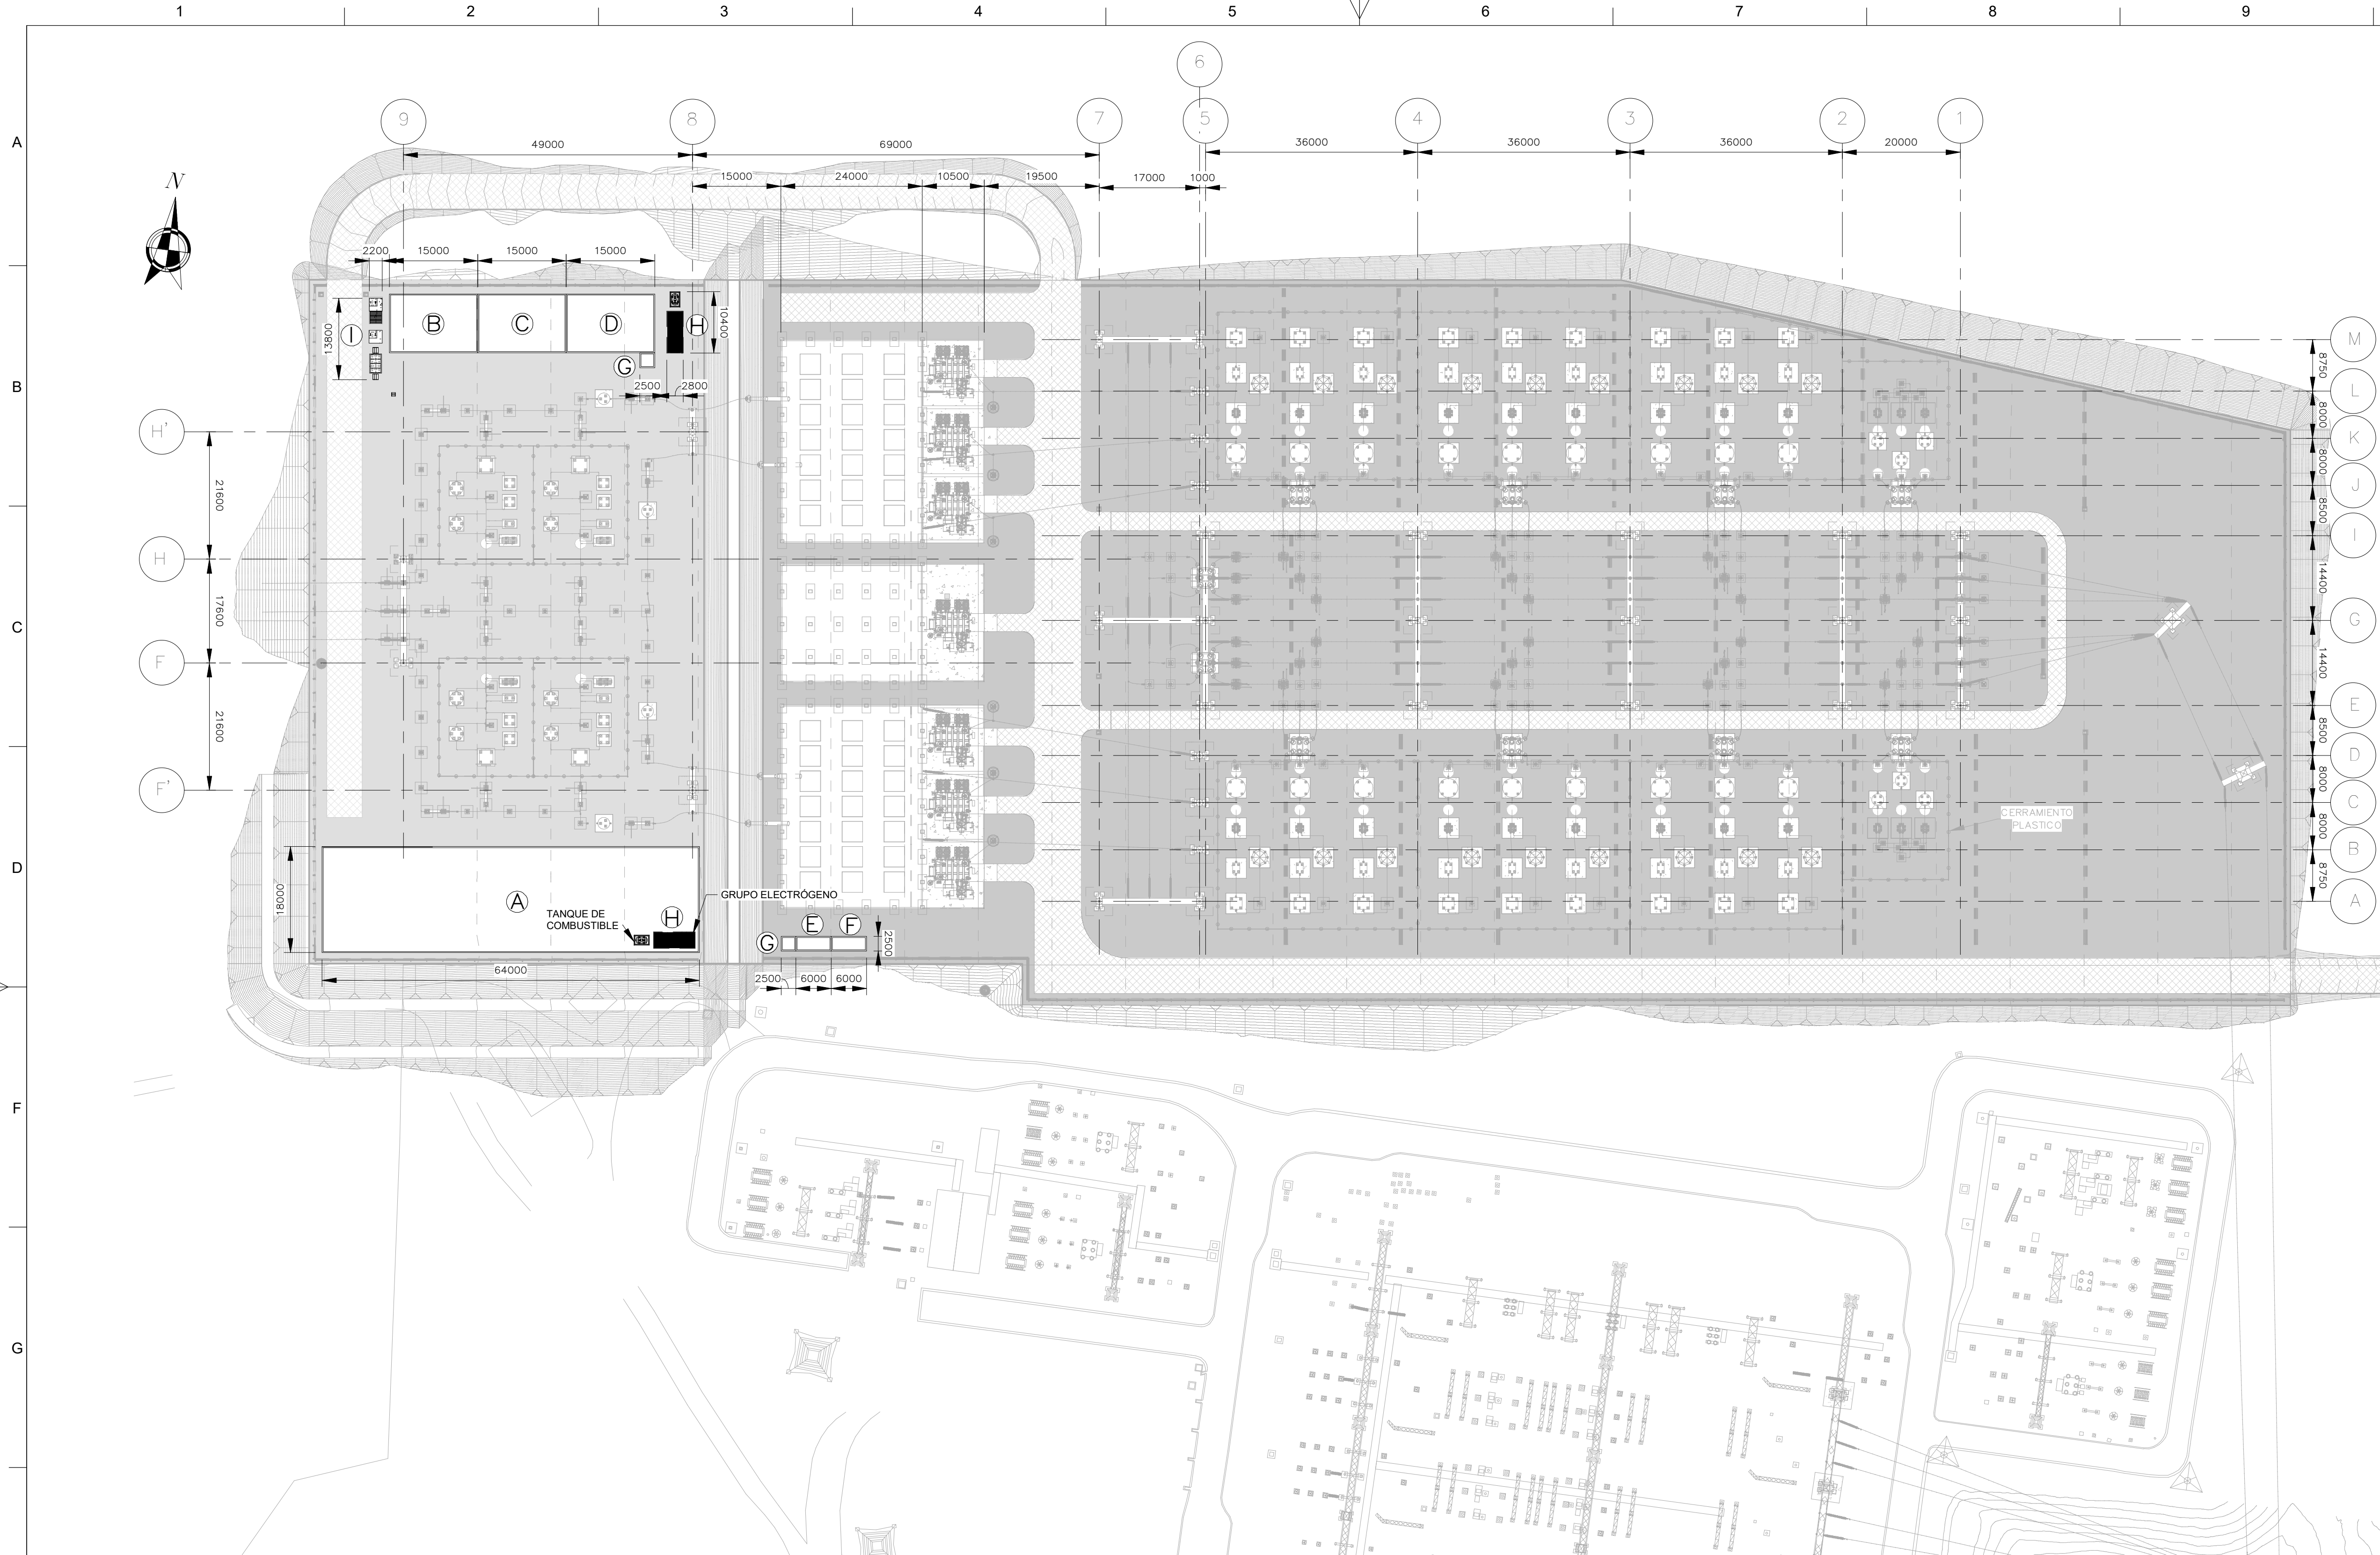 1 2 3 4 5 6 7 8 9
6
9 8 7 5 4 3 2 1
A
49000 69000 36000 36000 36000 20000
N
15000 24000 10500 19500 17000 1000
2200 15000 15000 15000
I B C D H
13800
10400
G
2500 2800
B
M
8750
L
8000
K
8000
J
8500
I
14400
G
14400
E
8500
D
8000
C
8000
B
8750
A
H'
21600
H
17600
F
21600
F'
C
CERRAMIENTO
PLASTICO
D
18000
A
GRUPO ELECTRÓGENO
TANQUE DE
COMBUSTIBLE
H
G E F
25000
64000
2500 6000 6000
F
G